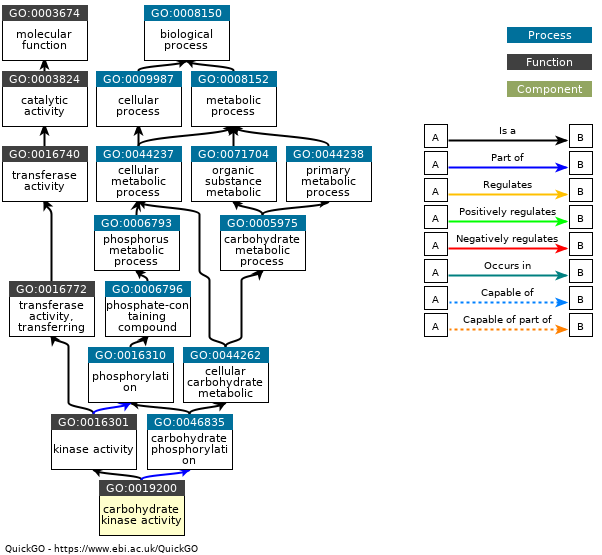 GO:0003674
molecular
function
GO:0008150
biological
process
Process
Function
Component
GO:0003824
catalytic
activity
GO:0009987
cellular
process
GO:0008152
metabolic
process
GO:0016740
transferase
activity
GO:0044237
cellular
metabolic
process
GO:0071704
organic
substance
metabolic
GO:0044238
primary
metabolic
process
GO:0006793
phosphorus
metabolic
process
GO:0005975
carbohydrate
metabolic
process
GO:0016772
transferase
activity,
transferring
GO:0006796
phosphate-con
taining
compound
GO:0016310
phosphorylati
on
GO:0044262
cellular
carbohydrate
metabolic
GO:0016301
kinase activity
GO:0046835
carbohydrate
phosphorylati
on
GO:0019200
carbohydrate
kinase activity
A Is a B
A Part of B
A Regulates B
A Positively regulates B
A Negatively regulates B
A Occurs in B
A Capable of B
A Capable of part of B
QuickGO - https://www.ebi.ac.uk/QuickGO